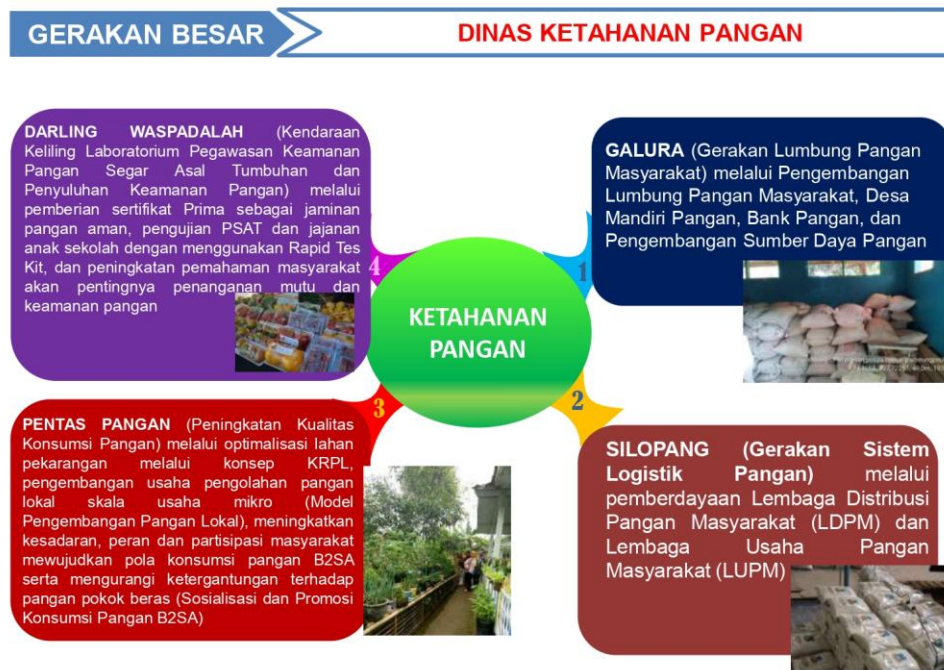 GERAKAN BESAR
DINAS KETAHANAN PANGAN
DARLING WASPADALAH (Kendaraan
Keliling Laboratorium Pegawasan Keamanan
Pangan Segar Asal Tumbuhan dan
Penyuluhan Keamanan Pangan) melalui
pemberian sertifikat Prima sebagai jaminan
pangan aman, pengujian PSAT dan jajanan
anak sekolah dengan menggunakan Rapid Tes
Kit, dan peningkatan pemahaman masyarakat
akan pentingnya penanganan mutu dan
keamanan pangan
4
GALURA (Gerakan Lumbung Pangan
Masyarakat) melalui Pengembangan
Lumbung Pangan Masyarakat, Desa
Mandiri Pangan, Bank Pangan, dan
Pengembangan Sumber Daya Pangan
1
KETAHANAN
PANGAN
PENTAS PANGAN (Peningkatan Kualitas
Konsumsi Pangan) melalui optimalisasi lahan
pekarangan melalui konsep KRPL,
pengembangan usaha pengolahan pangan
lokal skala usaha mikro (Model
Pengembangan Pangan Lokal), meningkatkan
kesadaran, peran dan partisipasi masyarakat
mewujudkan pola konsumsi pangan B2SA
serta mengurangi ketergantungan terhadap
pangan pokok beras (Sosialisasi dan Promosi
Konsumsi Pangan B2SA)
3
2
SILOPANG (Gerakan Sistem
Logistik Pangan) melalui
pemberdayaan Lembaga Distribusi
Pangan Masyarakat (LDPM) dan
Lembaga Usaha Pangan
Masyarakat (LUPM)